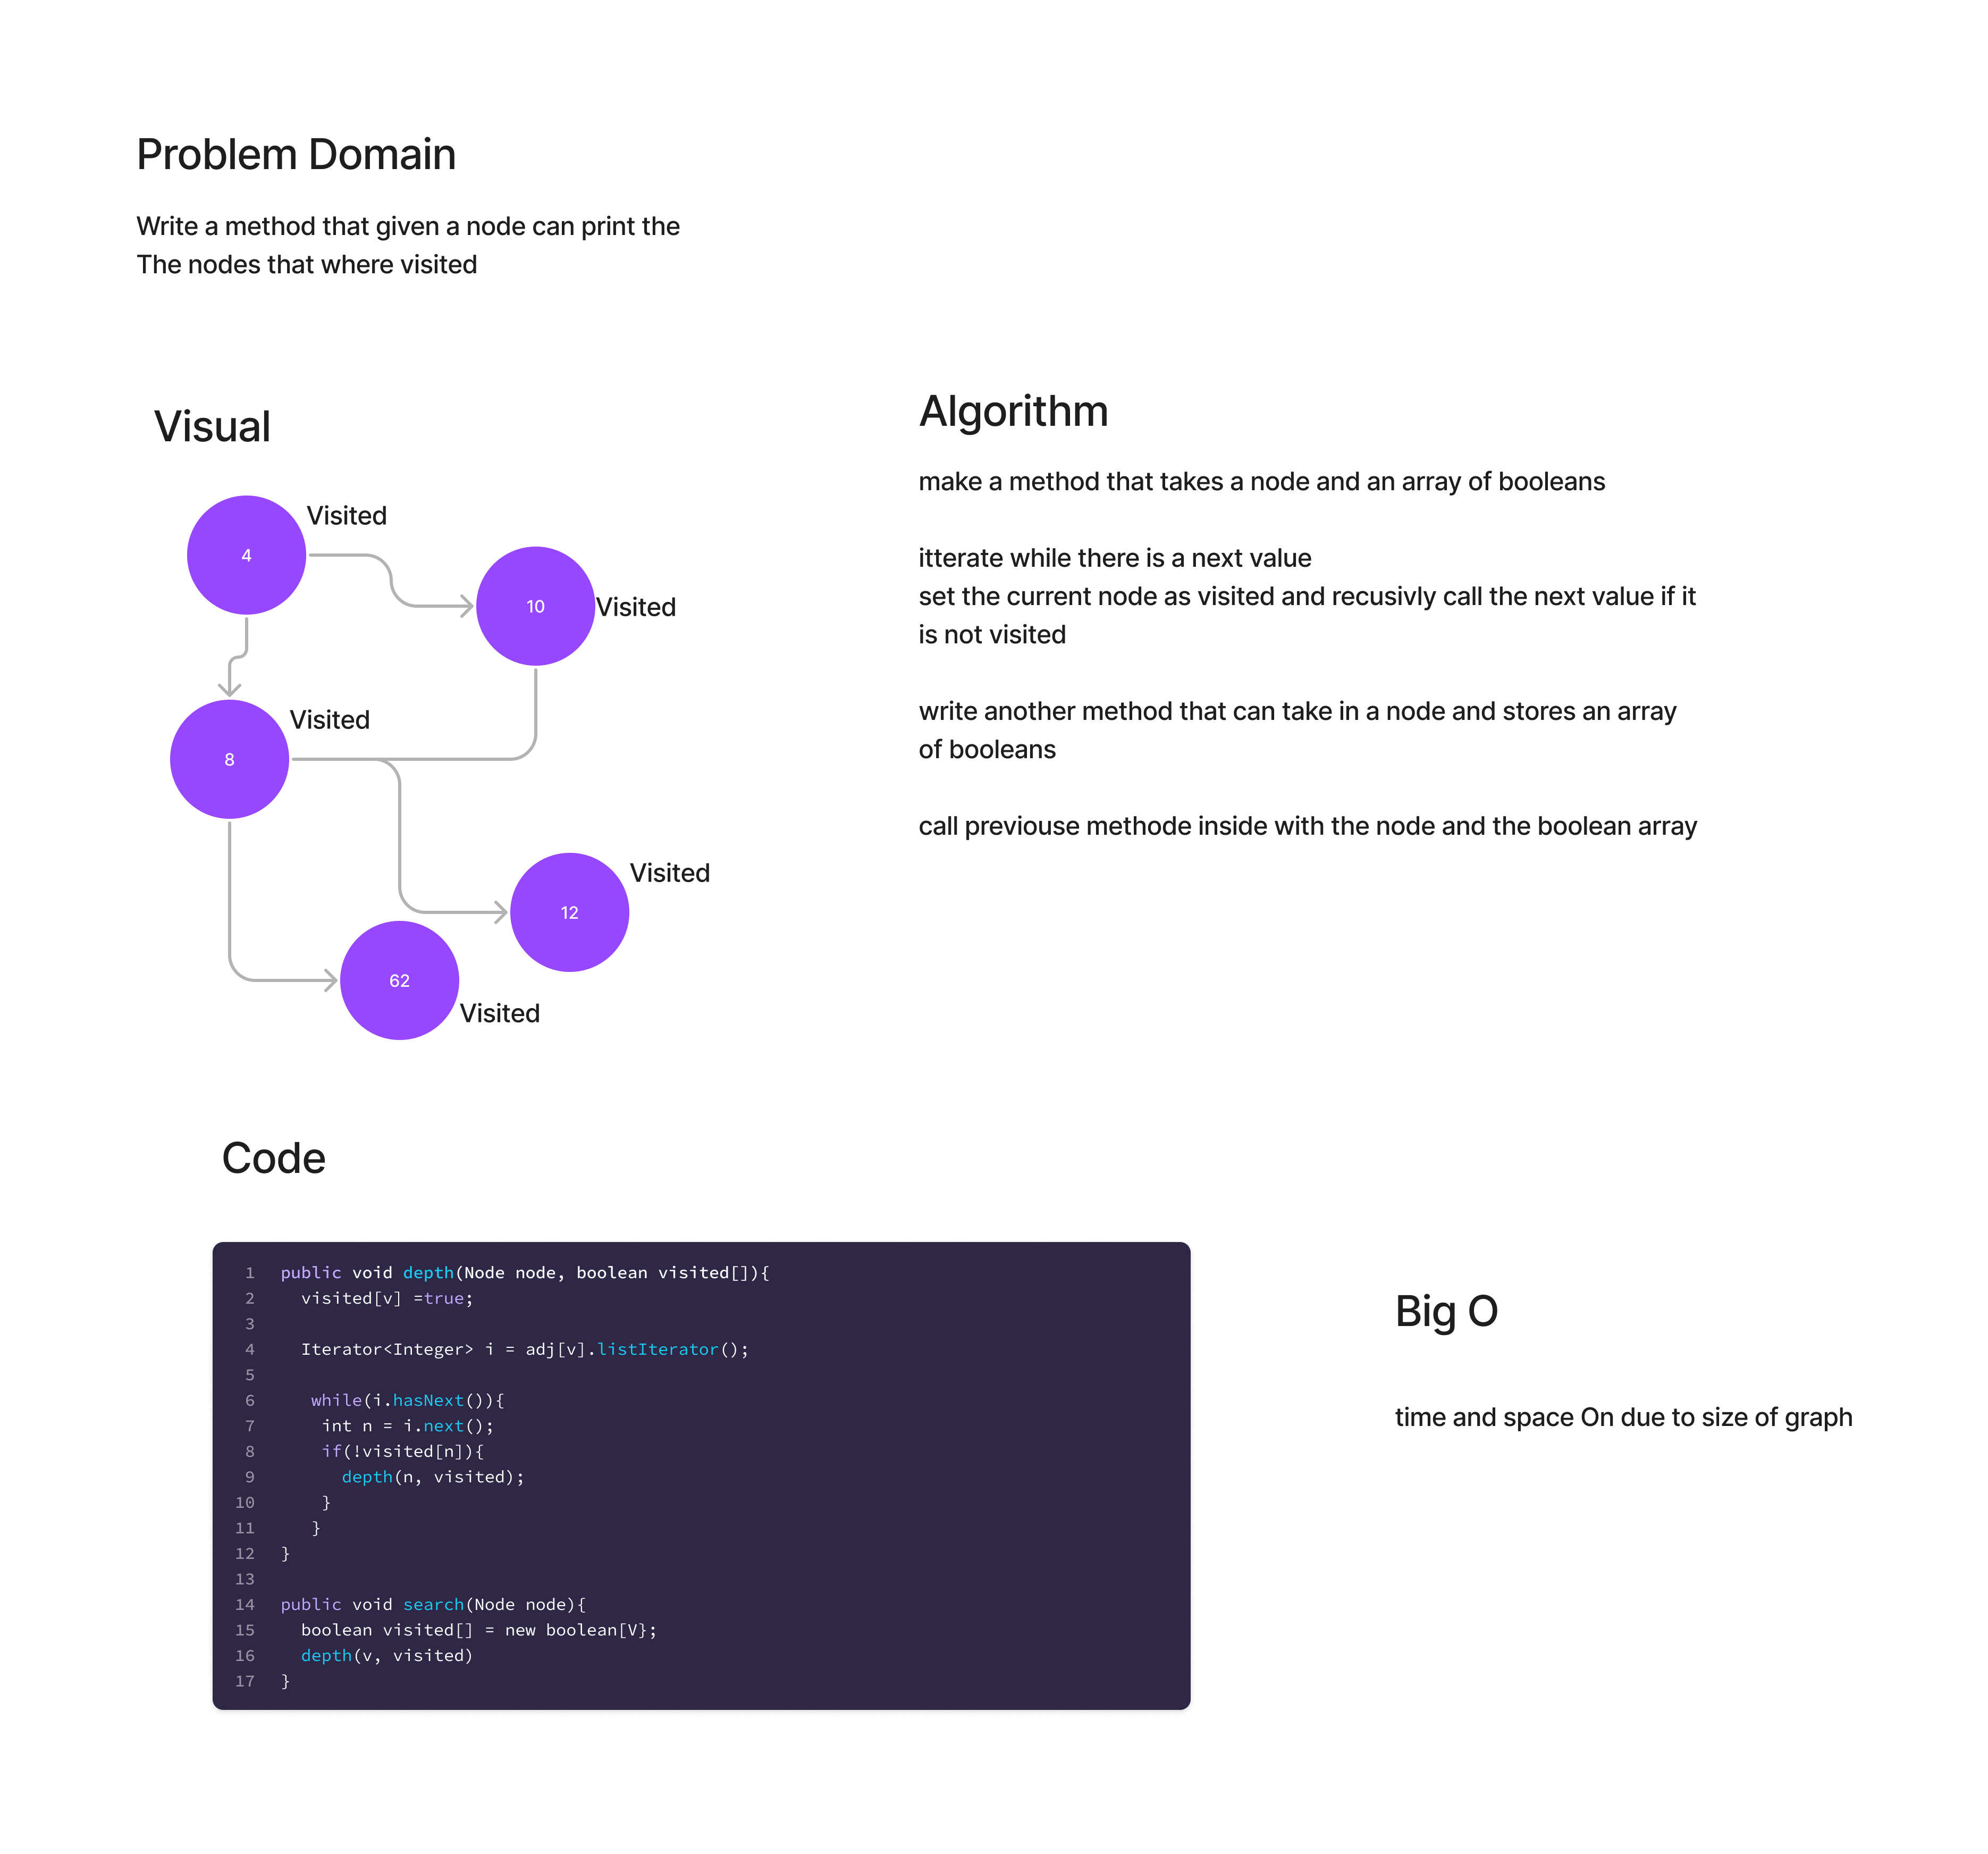 Problem Domain
Write a method that given a node can print the
The nodes that where visited
Visual
Visited
4
10
Visited
Visited
8
Visited
12
62
Visited
Algorithm
make a method that takes a node and an array of booleans
itterate while there is a next value
set the current node as visited and recusivly call the next value if it
is not visited
write another method that can take in a node and stores an array
of booleans
call previouse methode inside with the node and the boolean array
Code
1 public void depth(Node node, boolean visited[]){
2 visited[v] =true;
3
4 Iterator<Integer> i = adj[v].listIterator();
5
6 while(i.hasNext()){
7 int n = i.next();
8 if(!visited[n]){
9 depth(n, visited);
10 }
11 }
12 }
13
14 public void search(Node node){
15 boolean visited[] = new boolean[V};
16 depth(v, visited)
17 }
Big O
time and space On due to size of graph